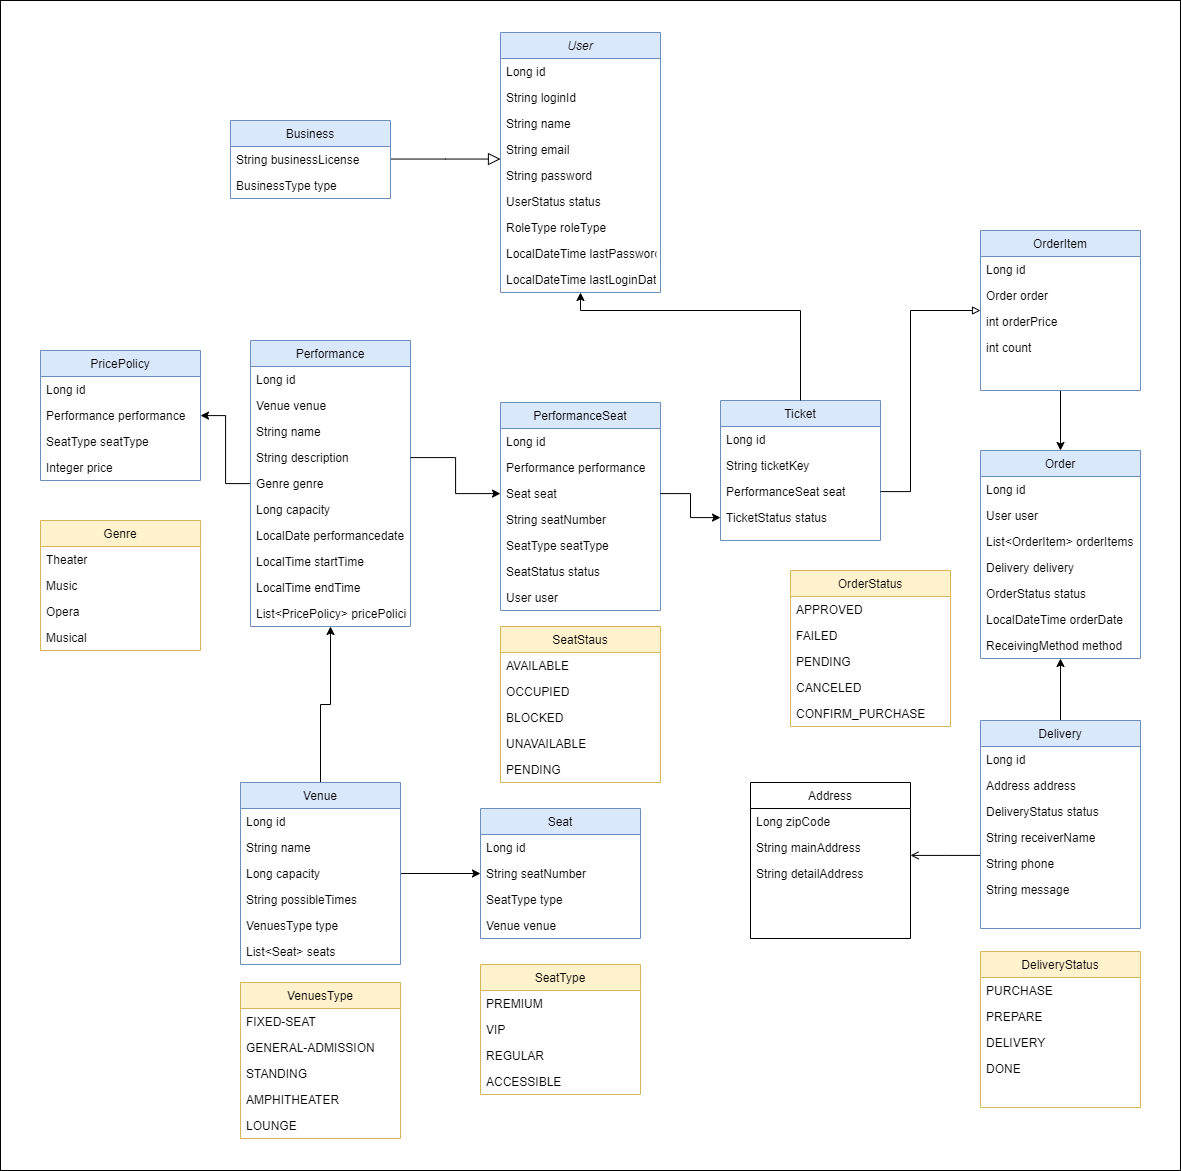 User
Long id
String loginId
String name
String email
String password
UserStatus status
RoleType roleType
LocalDateTime lastPassword
LocalDateTime lastLoginDat
Business
String businessLicense
BusinessType type
OrderItem
Long id
Order order
int orderPrice
int count
PricePolicy
Long id
Performance performance
SeatType seatType
Integer price
Performance
Long id
Venue venue
String name
String description
Genre genre
Long capacity
LocalDate performancedate
LocalTime startTime
LocalTime endTime
List<PricePolicy> pricePolici
PerformanceSeat
Long id
Performance performance
Seat seat
String seatNumber
SeatType seatType
SeatStatus status
User user
Ticket
Long id
String ticketKey
PerformanceSeat seat
TicketStatus status
Order
Long id
User user
List<OrderItem> orderItems
Delivery delivery
OrderStatus status
LocalDateTime orderDate
ReceivingMethod method
Genre
Theater
Music
Opera
Musical
SeatStaus
AVAILABLE
OCCUPIED
BLOCKED
UNAVAILABLE
PENDING
OrderStatus
APPROVED
FAILED
PENDING
CANCELED
CONFIRM_PURCHASE
Delivery
Long id
Address address
DeliveryStatus status
String receiverName
String phone
String message
Venue
Long id
String name
Long capacity
String possibleTimes
VenuesType type
List<Seat> seats
Seat
Long id
String seatNumber
SeatType type
Venue venue
Address
Long zipCode
String mainAddress
String detailAddress
VenuesType
FIXED-SEAT
GENERAL-ADMISSION
STANDING
AMPHITHEATER
LOUNGE
SeatType
PREMIUM
VIP
REGULAR
ACCESSIBLE
DeliveryStatus
PURCHASE
PREPARE
DELIVERY
DONE